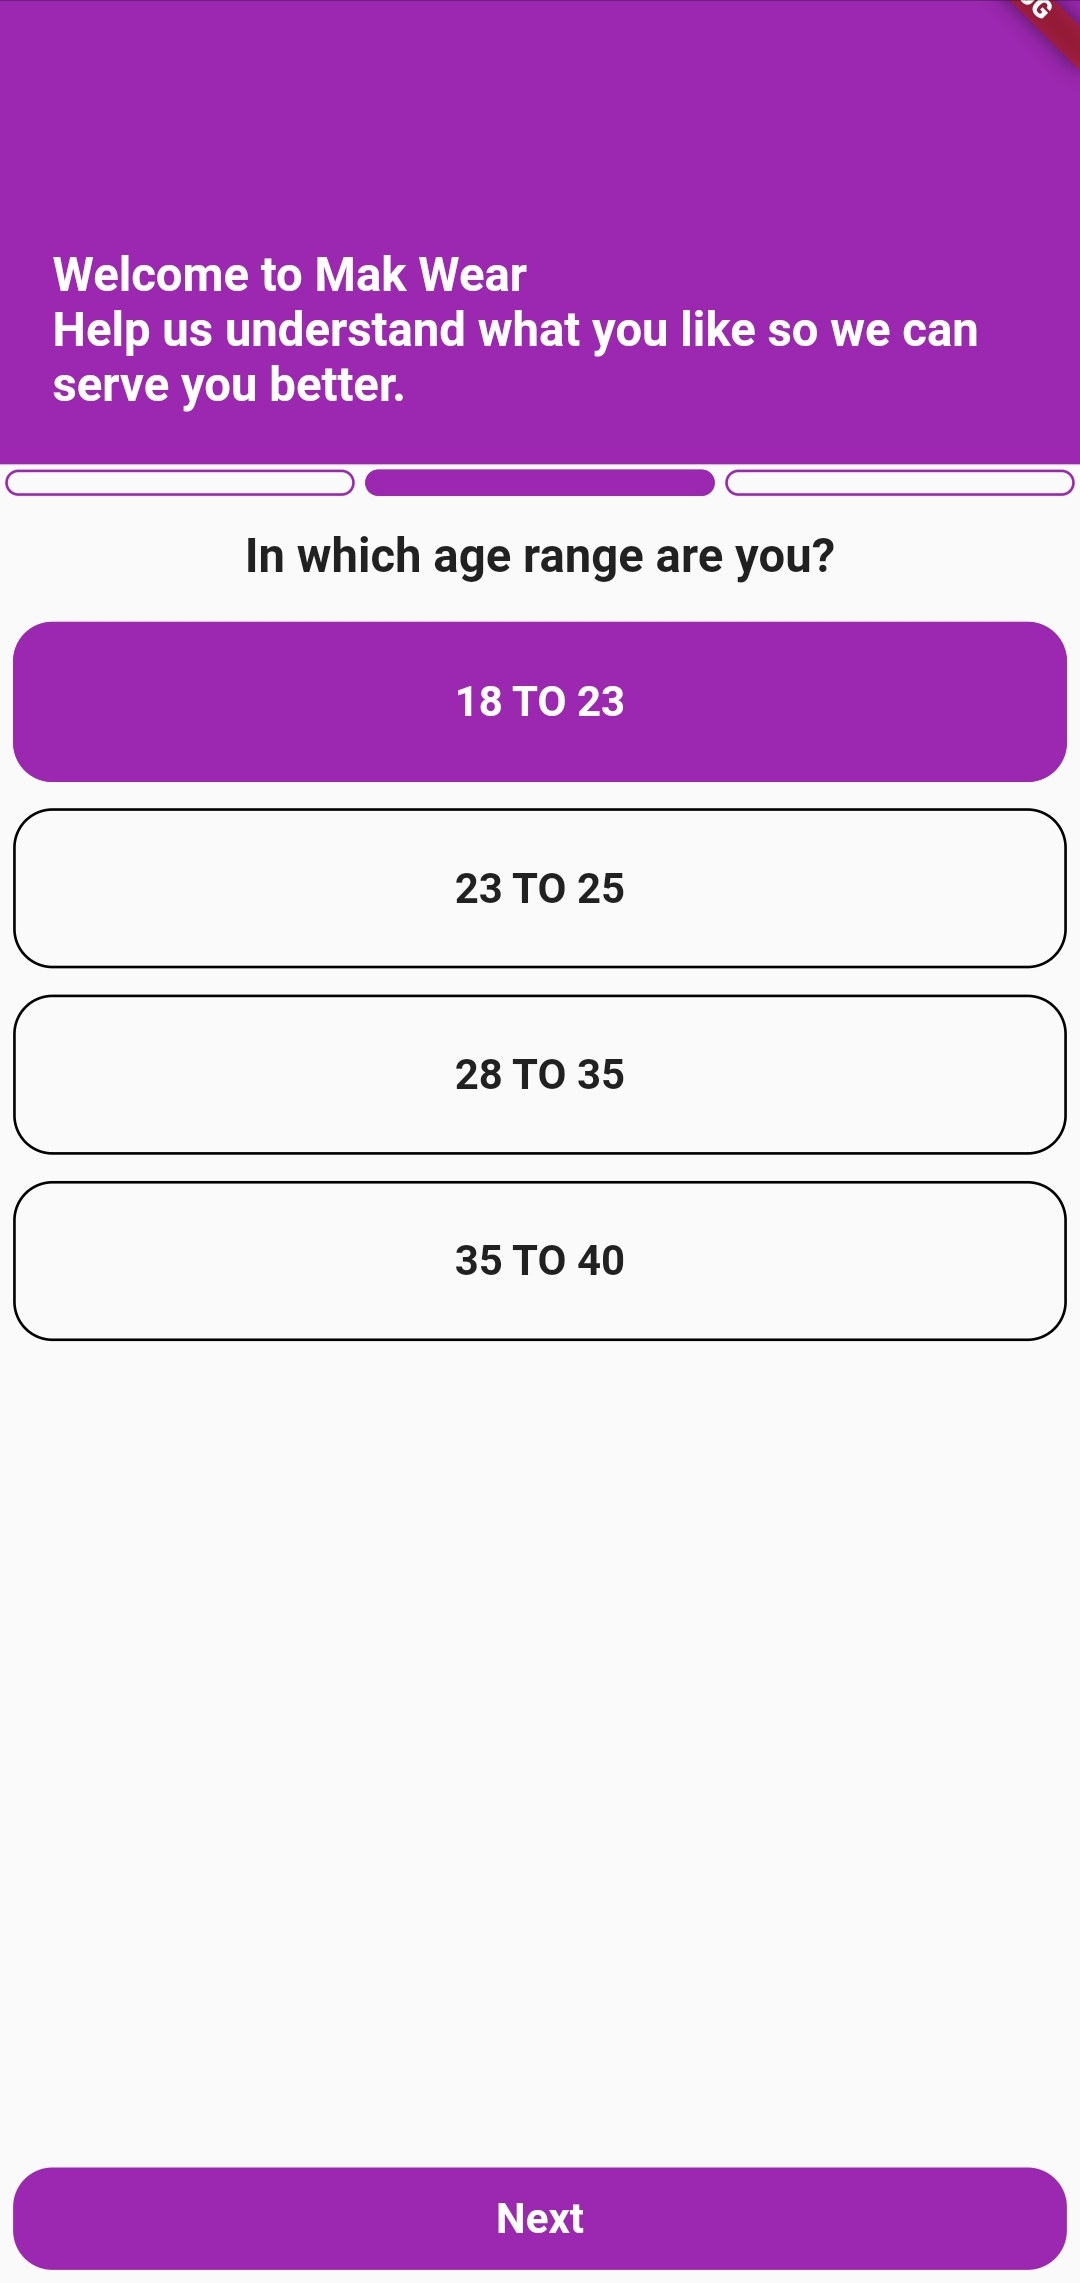 Welcome to Mak Wear
Help us understand what you like so we can
serve you better.
In which age range are you?
18 TO 23
23 TO 25
28 TO 35
35 TO 40
Next